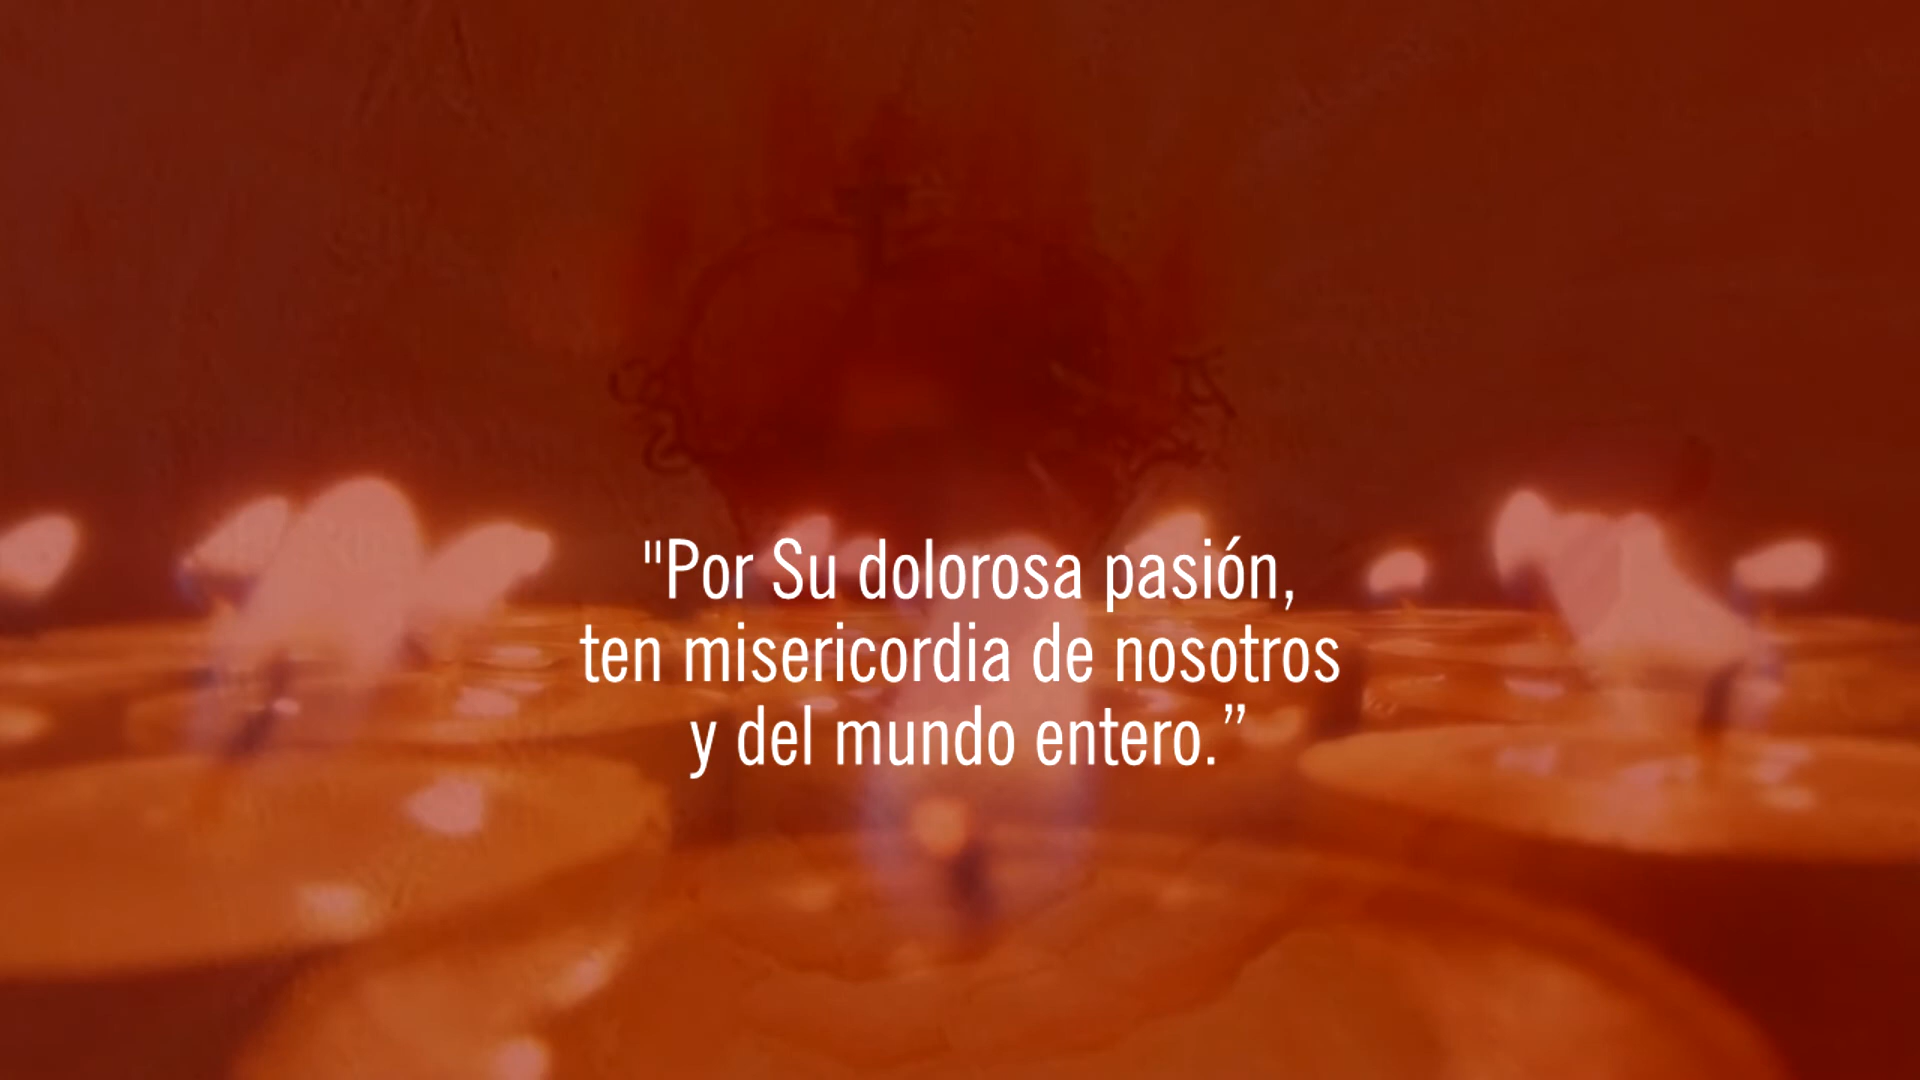 "Por Su dolorosa pasión,
ten misericordia de nosotros
y del mundo entero.”